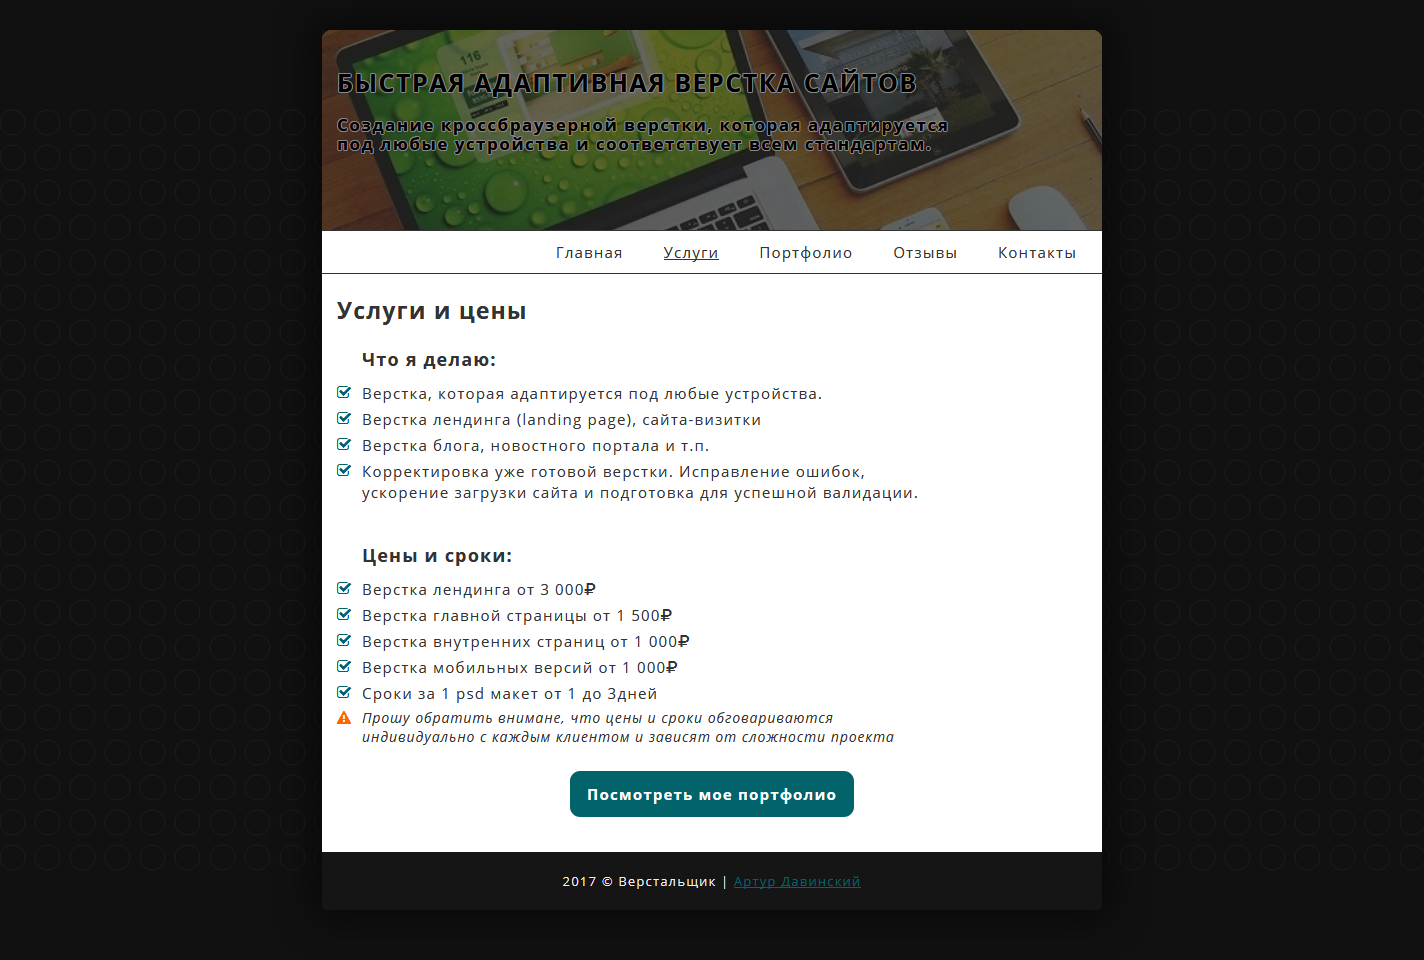 116
БЫСТРАЯ АДАПТИВНАЯ ВЕРСТКА САЙТОВ
Создание кроссбраузерной верстки, которая адаптируется
под любые устройства и соответствует всем стандартам.
Главная Услуги Портфолио Отзывы Контакты
Услуги и цены
Что я делаю:
Верстка, которая адаптируется под любые устройства.
Верстка лендинга (landing page), сайта-визитки
Верстка блога, новостного портала и т.п.
Корректировка уже готовой верстки. Исправление ошибок,
ускорение загрузки сайта и подготовка для успешной валидации.
Цены и сроки:
Верстка лендинга от 3 000₽
Верстка главной страницы от 1 500₽
Верстка внутренних страниц от 1 000₽
Верстка мобильных версий от 1 000₽
Сроки за 1 psd макет от 1 до 3дней
Прошу обратить внимане, что цены и сроки обговариваются
индивидуально с каждым клиентом и зависят от сложности проекта
Посмотреть мое портфолио
2017 © Верстальщик | Артур Давинский